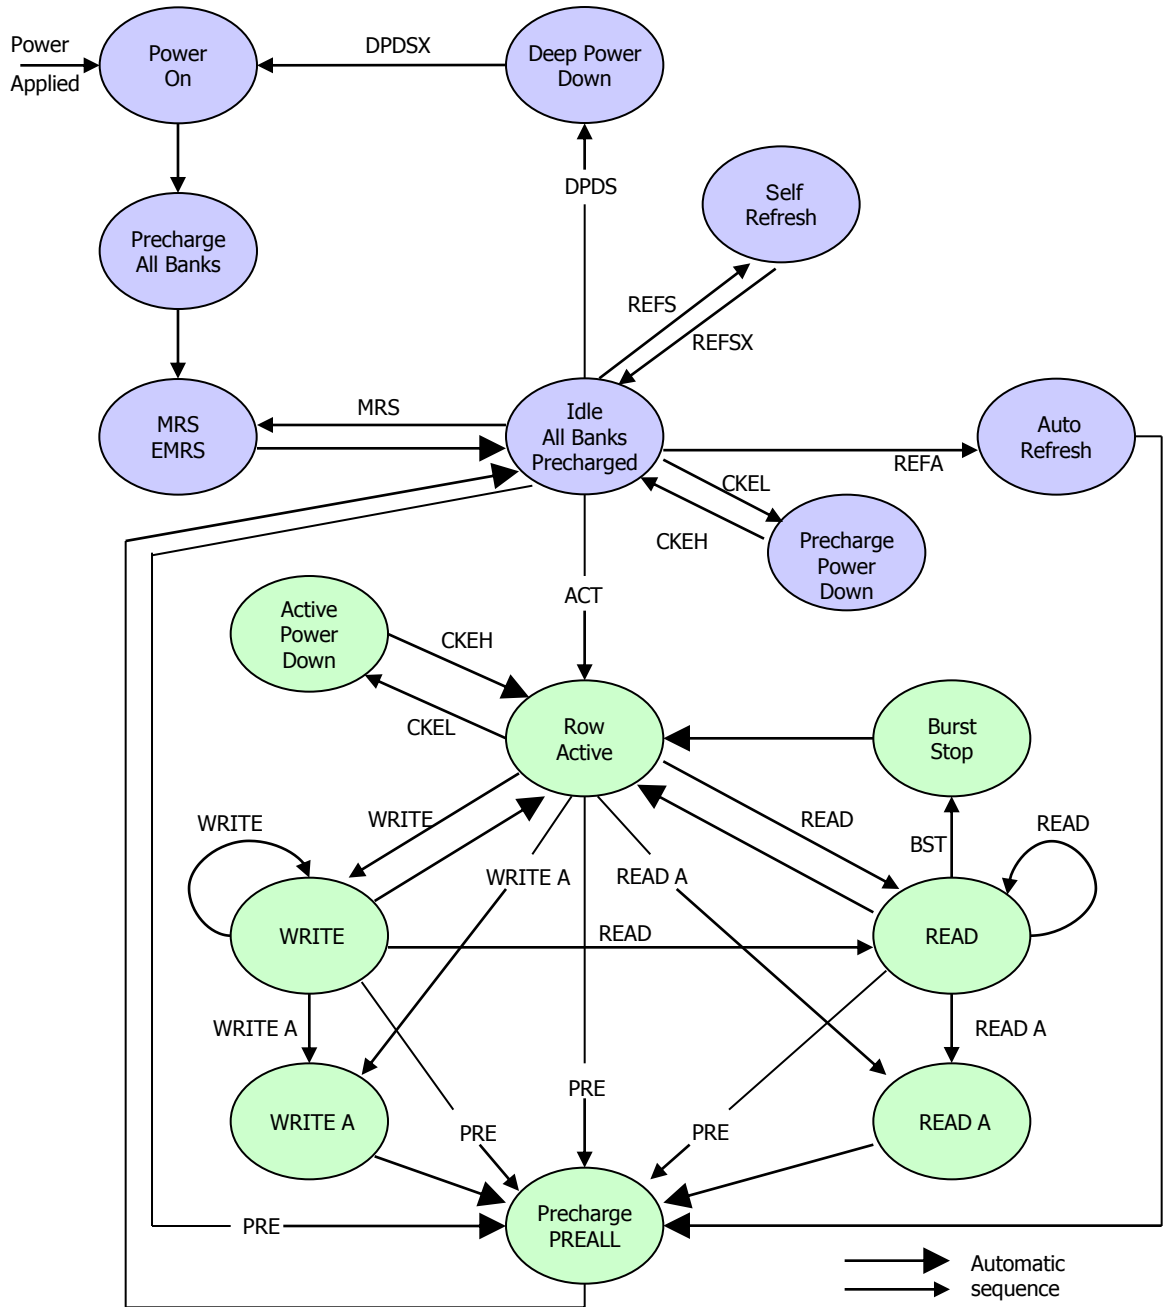 Power
Applied
Power
On
DPDSX
Deep Power
Down
DPDS
Self
Refresh
Precharge
All Banks
REFS
REFSX
MRS
EMRS
MRS
Idle
All Banks
Precharged
Auto
Refresh
REFA
CKEL
CKEH
Precharge
Power
Down
ACT
Active
Power
Down
CKEH
CKEL
Row
Active
Burst
Stop
WRITE
WRITE
READ
BST
READ
WRITE A
READ A
WRITE
READ
READ
WRITE A
READ A
WRITE A
PRE
PRE
PRE
READ A
PRE
Precharge
PREALL
Automatic
sequence